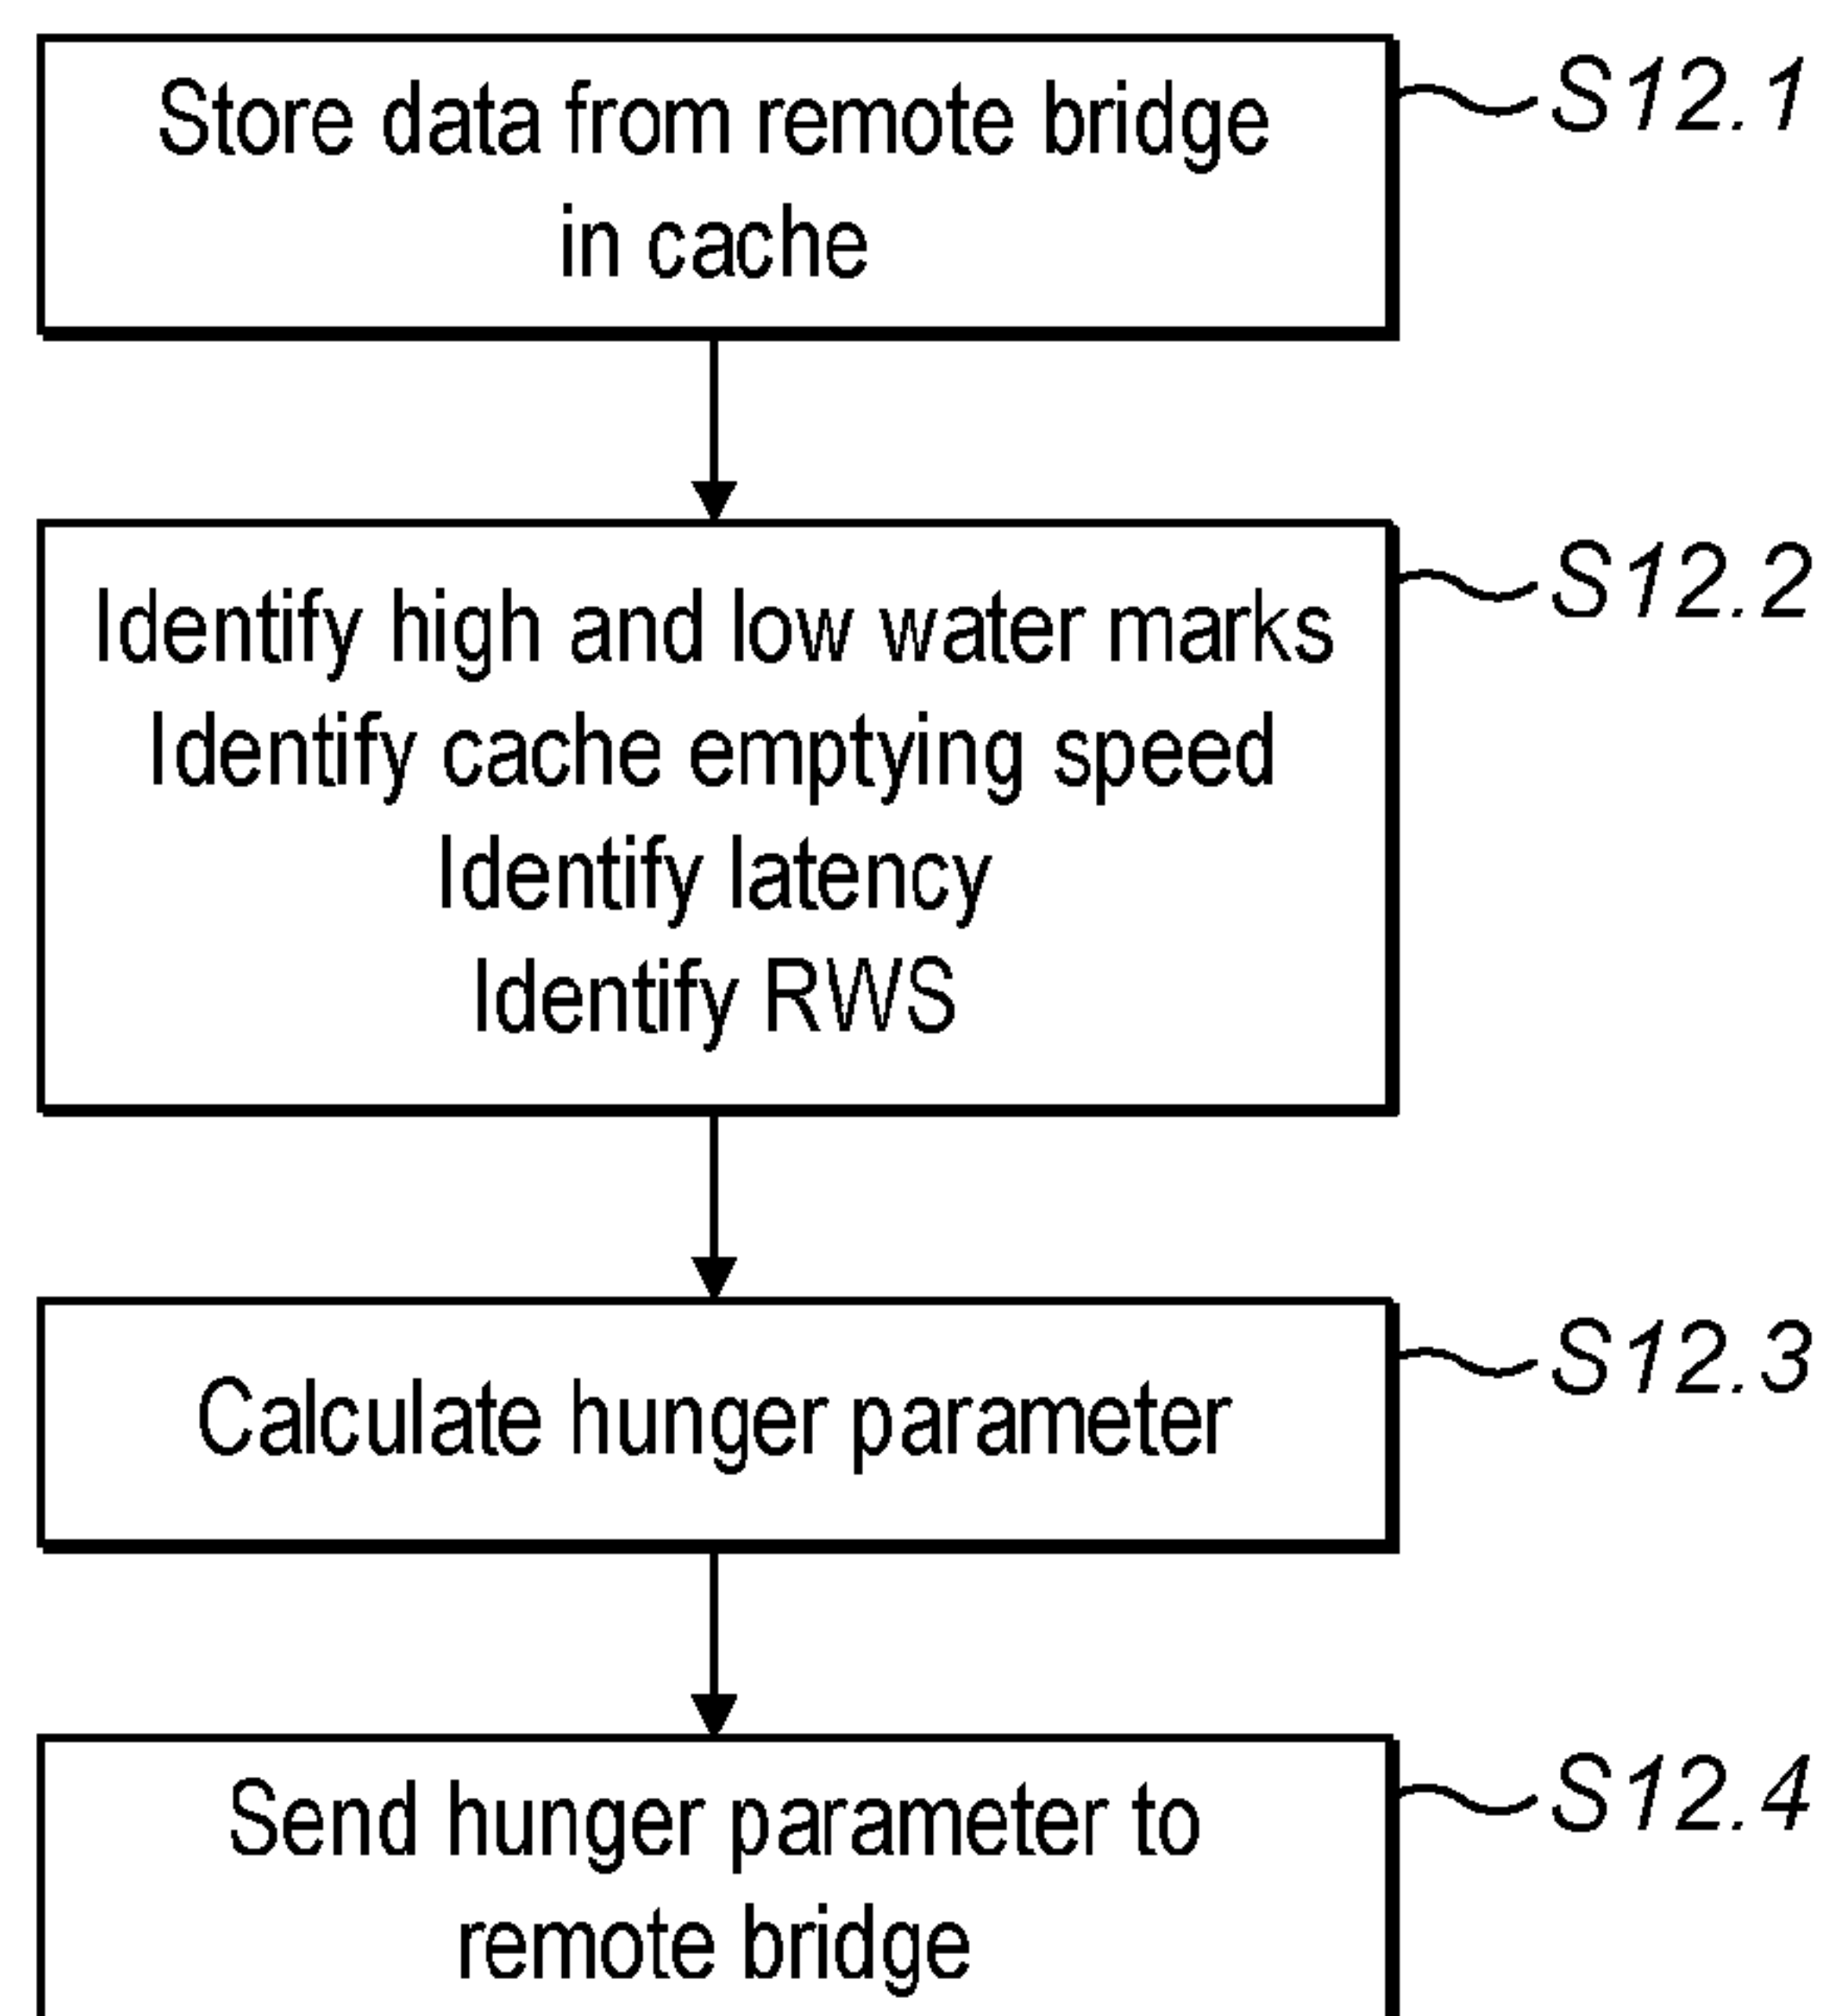 Store data from remote bridge
in cache
S12.1
Identify high and low water marks
Identify cache emptying speed
Identify latency
Identify RWS
S12.2
Calculate hunger parameter
S12.3
Send hunger parameter to
remote bridge
S12.4